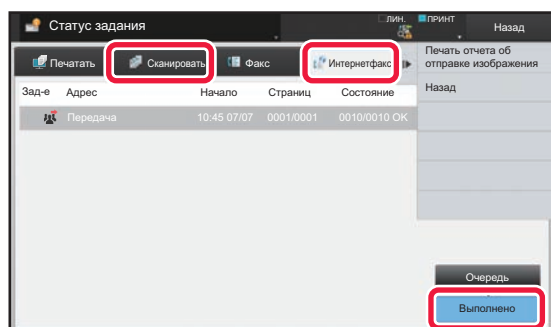 Статус задания
ЛИН.
ПРИНТ
Назад
Печатать
Сканировать
Факс
Интернетфакс
Печать отчета об
отправке изображения
Зад-е Адрес Начало Страниц Состояние
Назад
Передача 10:45 07/07 0001/0001 0010/0010 OK
Очередь
Выполнено